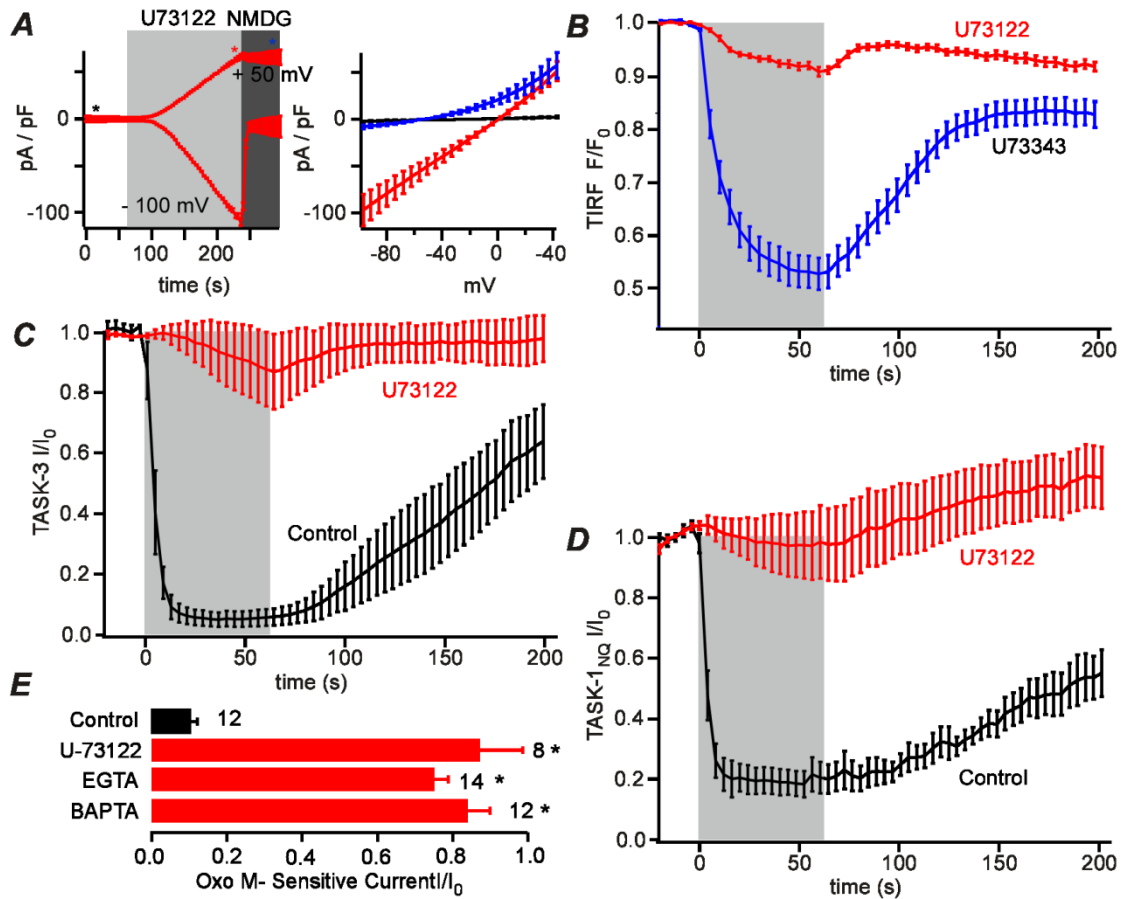 A
U73122 NMDG
*
*
*
+ 50 mV
- 100 mV
0
-100
pA / pF
0
100
200
time (s)
0
-100
pA / pF
-80
-40
0
-40
mV
B
1.0
0.9
0.8
0.7
0.6
0.5
TIRF F/F0
U73122
U73343
0
50
100
150
200
time (s)
C
1.0
0.8
0.6
0.4
0.2
0.0
TASK-3 I/I0
U73122
Control
0
50
100
150
200
time (s)
D
1.0
0.8
0.6
0.4
0.2
0.0
TASK-1NQ I/I0
U73122
Control
0
50
100
150
200
time (s)
E
Control
12
U-73122
8 *
EGTA
14 *
BAPTA
12 *
0.0
0.2
0.4
0.6
0.8
1.0
Oxo M- Sensitive CurrentI/I0